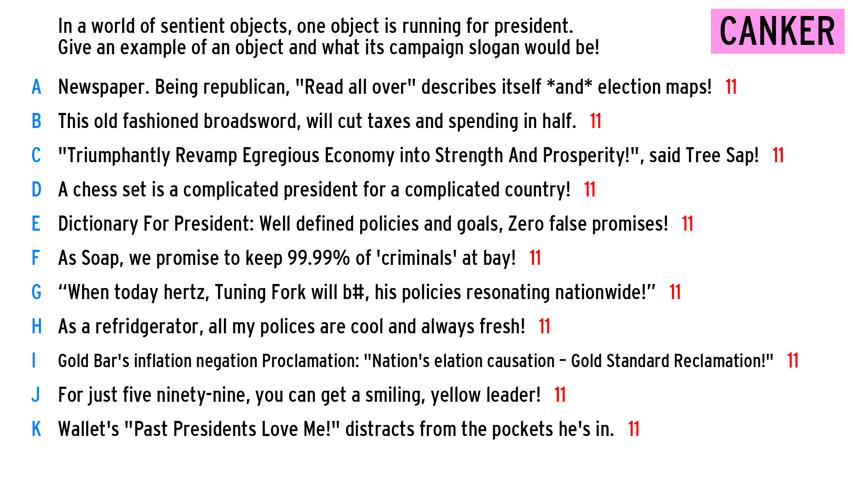 In a world of sentient objects, one object is running for president.
Give an example of an object and what its campaign slogan would be!
CANKER
A Newspaper. Being republican, "Read all over" describes itself *and* election maps! 11
B This old fashioned broadsword, will cut taxes and spending in half. 11
C "Triumphantly Revamp Egregious Economy into Strength And Prosperity!", said Tree Sap! 11
D A chess set is a complicated president for a complicated country! 11
E Dictionary For President: Well defined policies and goals, Zero false promises! 11
F As Soap, we promise to keep 99.99% of 'criminals' at bay! 11
G “When today hertz, Tuning Fork will b#, his policies resonating nationwide!” 11
H As a refridgerator, all my polices are cool and always fresh! 11
I Gold Bar's inflation negation Proclamation: "Nation's elation causation – Gold Standard Reclamation!" 11
J For just five ninety-nine, you can get a smiling, yellow leader! 11
K Wallet's "Past Presidents Love Me!" distracts from the pockets he's in. 11